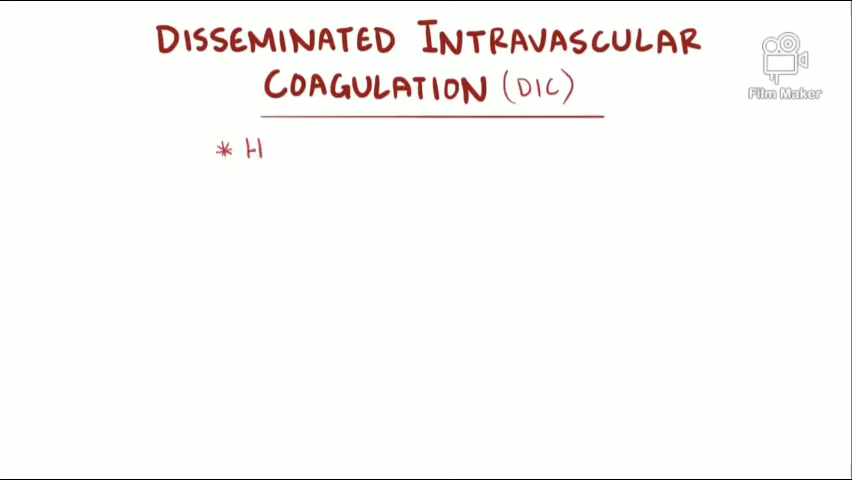 DISSEMINATED INTRAVASCULAR
COAGULATION (DIC)
* H
Film Maker